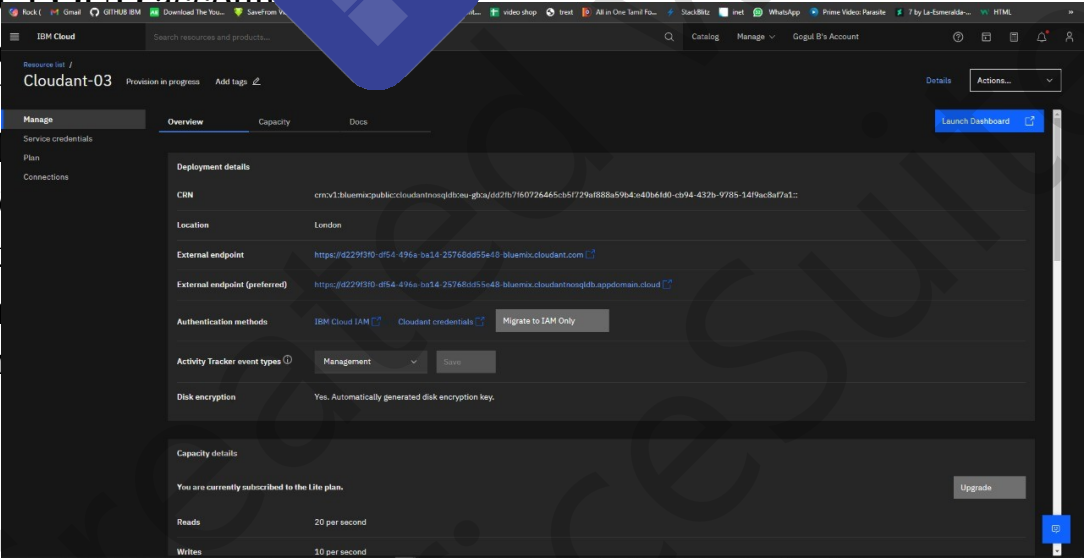 Rock ( Gmail GITHUB IBM Download The You... SaveFrom video shop trext All in One Tamil Fo... StackBlitz inet WhatsApp Prime Video: Parasite 7 by La-Esmeralda-... HTML »
IBM Cloud Search resources and products... Catalog Manage Gogul B's Account
Resource list /
Cloudant-03 Provision in progress Add tags Details Actions...
Manage Overview Capacity Docs Launch Dashboard
Service credentials
Plan
Connections
Deployment details
CRN crn:v1:bluemix:public:cloudantnosqldb:eu-gb:a/dd2fb7f60726465cb5f729af888a59b4:e40b6fd0-cb94-432b-9785-14f9ac8af7a1::
Location London
External endpoint https://d229f3f0-df54-496a-ba14-25768dd55e48-bluemix.cloudant.com
External endpoint (preferred) https://d229f3f0-df54-496a-ba14-25768dd55e48-bluemix.cloudantnosqldb.appdomain.cloud
Authentication methods IBM Cloud IAM Cloudant credentials Migrate to IAM Only
Activity Tracker event types Management Save
Disk encryption Yes. Automatically generated disk encryption key.
Capacity details
You are currently subscribed to the Lite plan. Upgrade
Reads 20 per second
Writes 10 per second